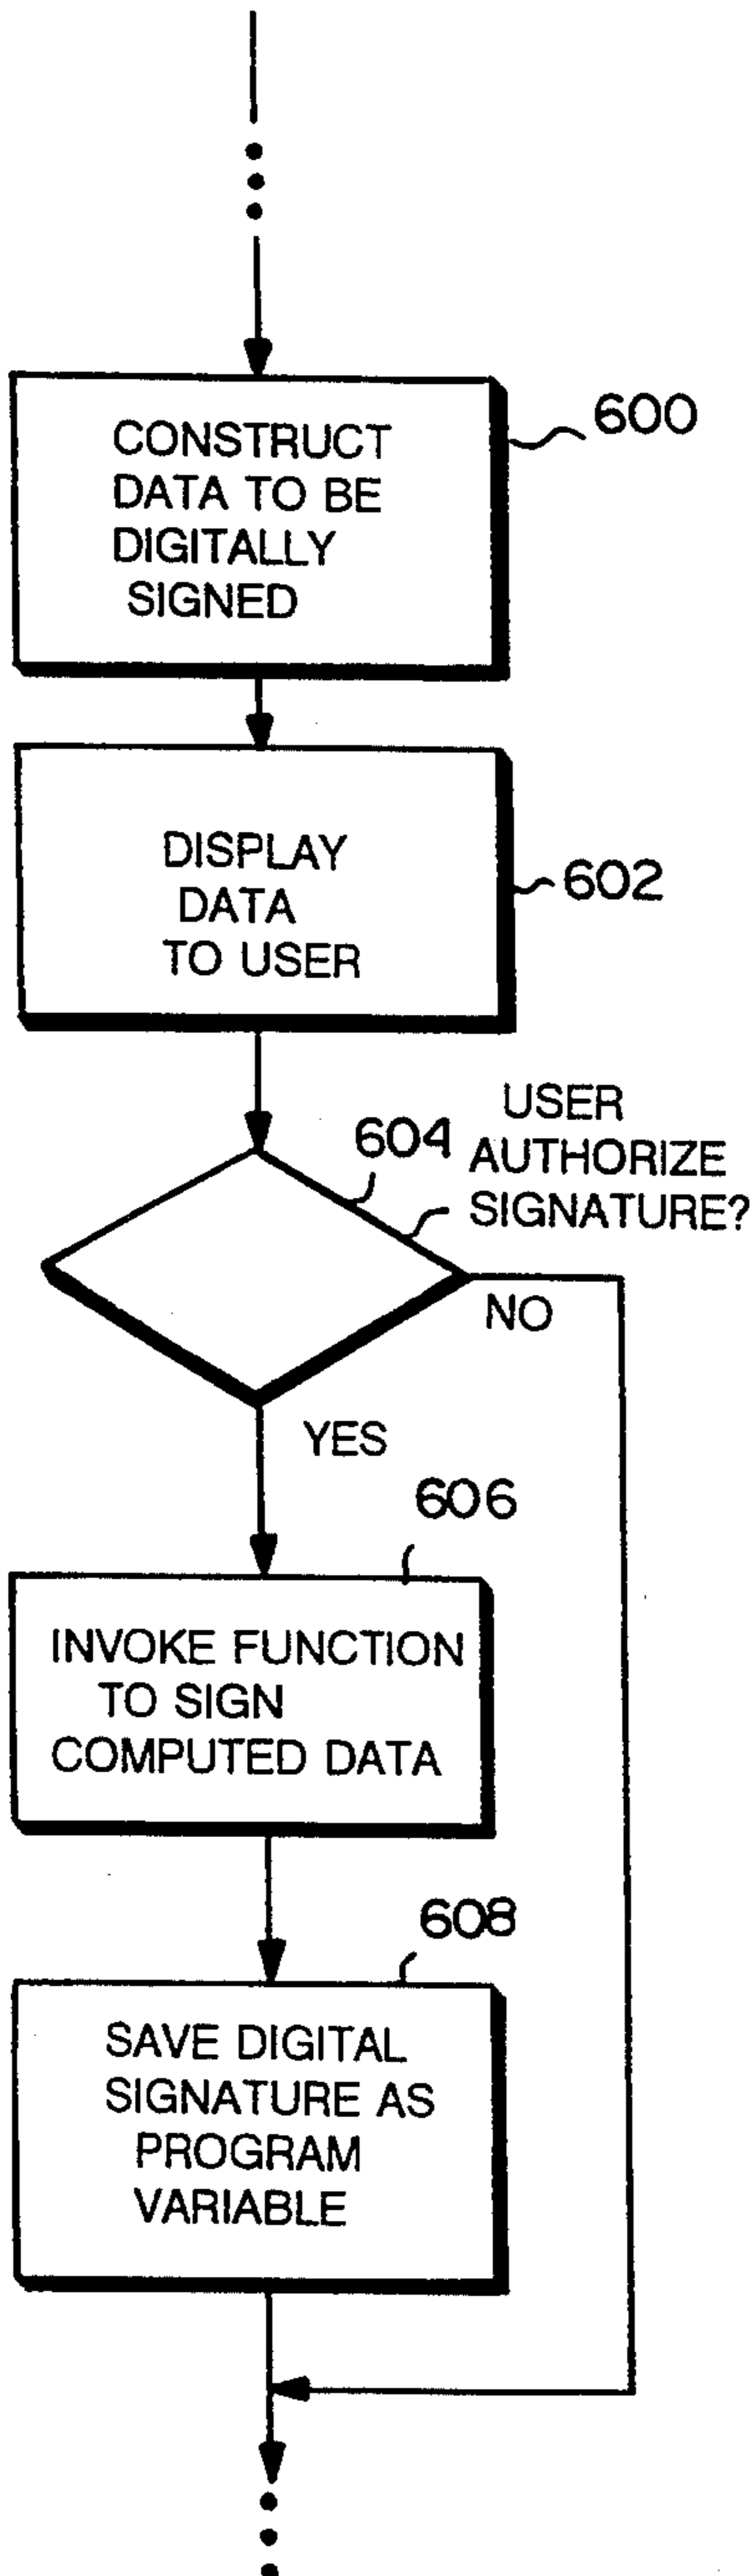 CONSTRUCT
DATA TO BE
DIGITALLY
SIGNED
600
DISPLAY
DATA
TO USER
602
604
USER
AUTHORIZE
SIGNATURE?
NO
YES
606
INVOKE FUNCTION
TO SIGN
COMPUTED DATA
608
SAVE DIGITAL
SIGNATURE AS
PROGRAM
VARIABLE